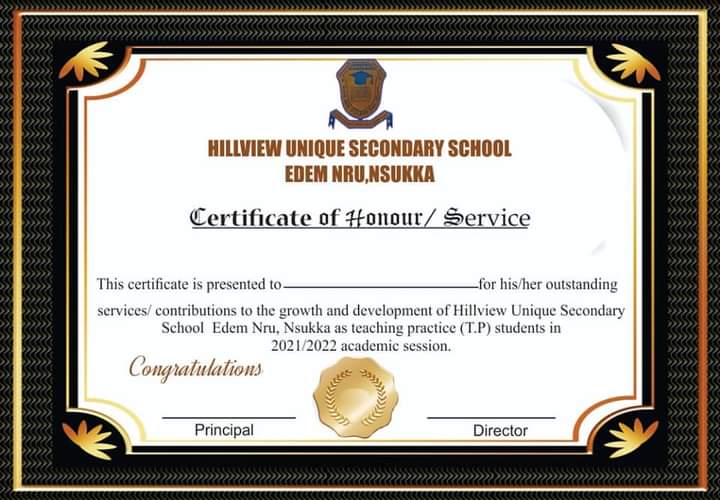 HILLVIEW UNIQUE SECONDARY SCHOOL
EDEM NRU,NSUKKA
Certificate of Honour/ Service
This certificate is presented to for his/her outstanding
services/ contributions to the growth and development of Hillview Unique Secondary
School Edem Nru, Nsukka as teaching practice (T.P) students in
2021/2022 academic session.
Congratulations
Principal
Director